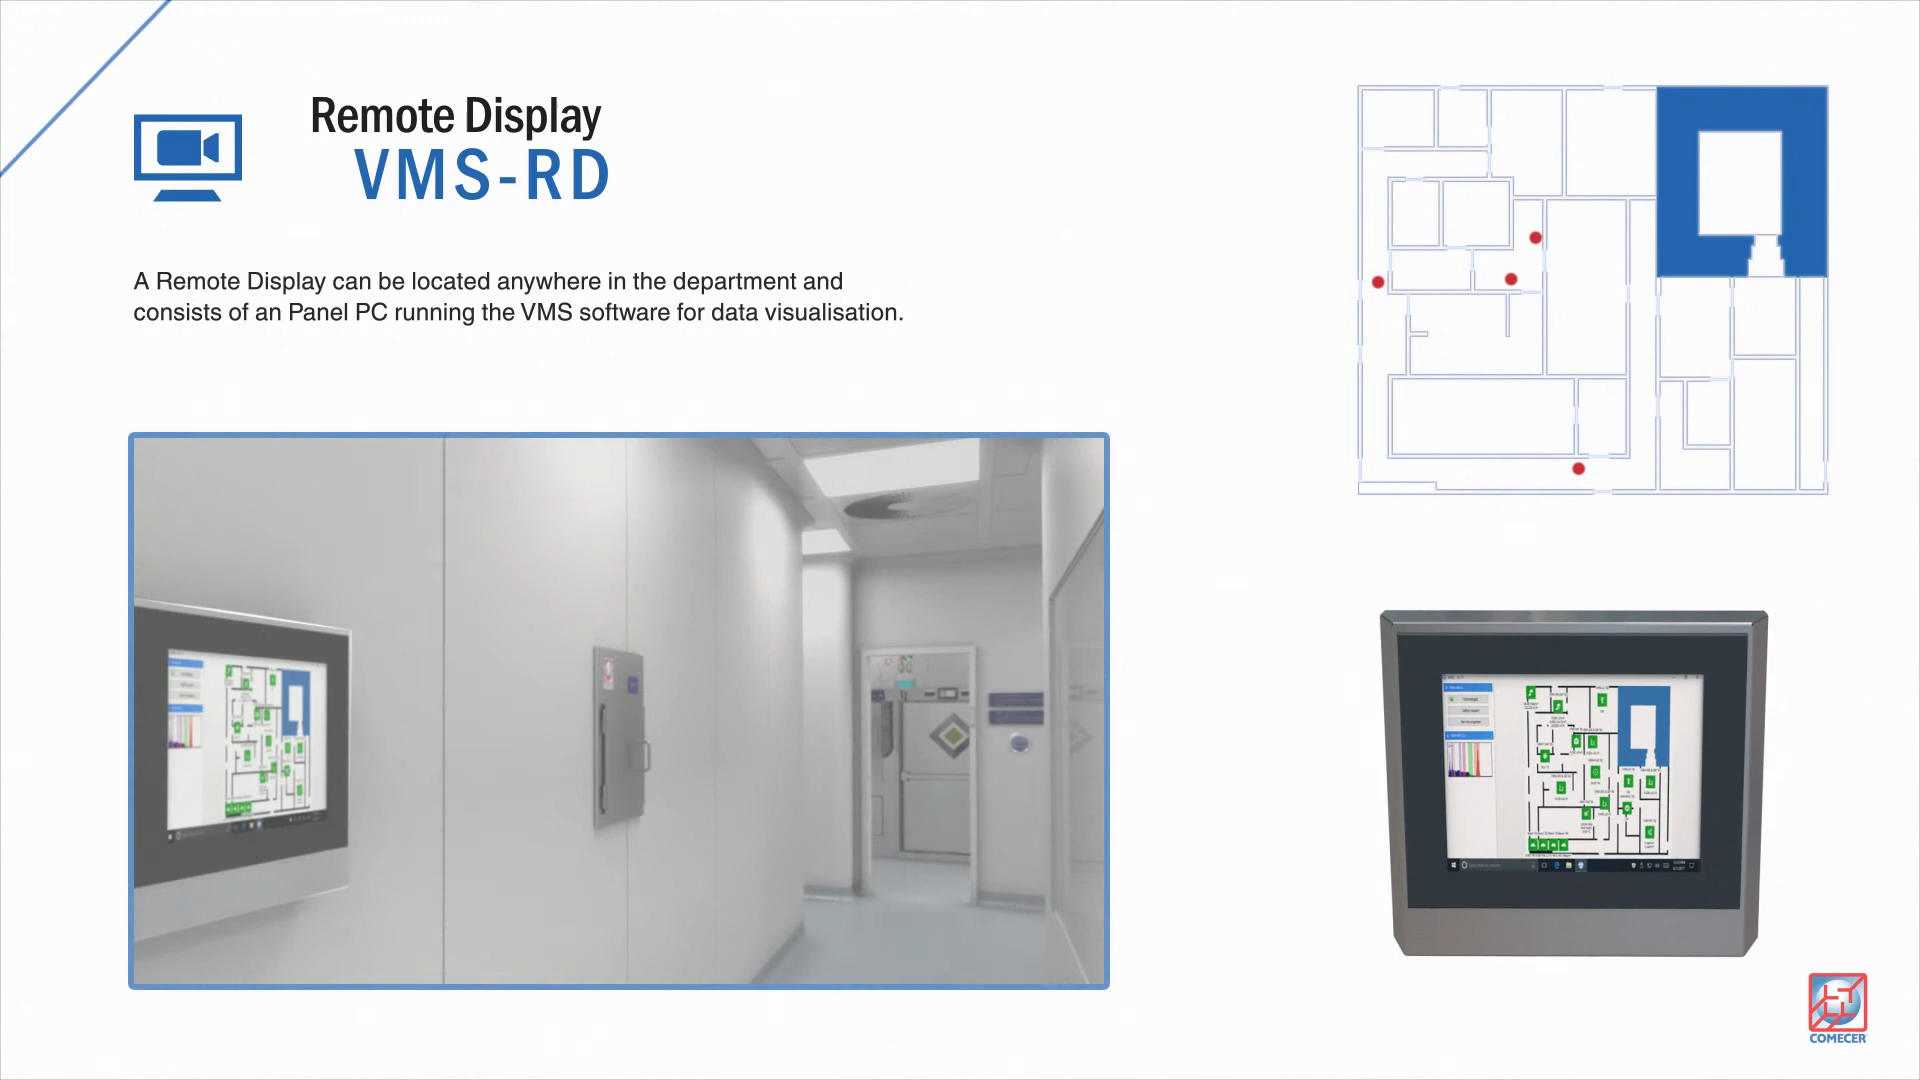 Remote Display
VMS-RD
A Remote Display can be located anywhere in the department and
consists of an Panel PC running the VMS software for data visualisation.
COMECER